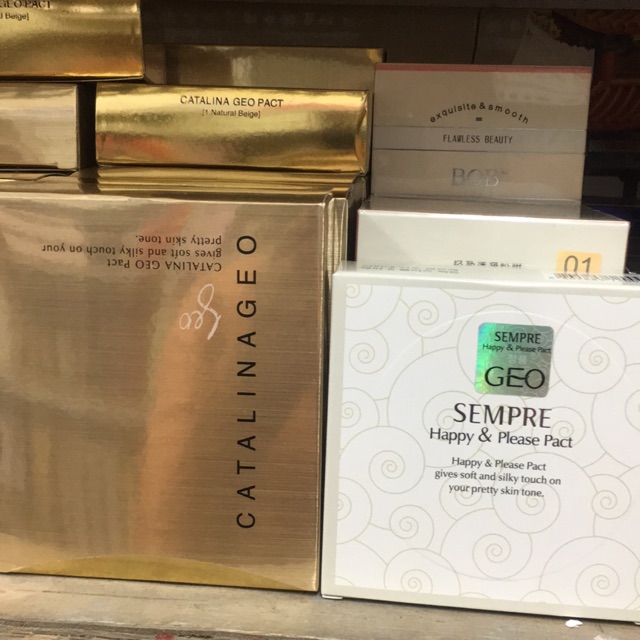 GEO PACT
Beige]
CATALINA GEO PACT
[1 Natural Beige]
exquisite & smooth
FLAWLESS BEAUTY
BOB
01
CATALINAGEO
CATALINA GEO Pact
gives soft and silky touch on your
pretty skin tone.
geo
SEMPRE
Happy & Please Pact
GEO
SEMPRE
Happy & Please Pact
Happy & Please Pact
gives soft and silky touch on
your pretty skin tone.